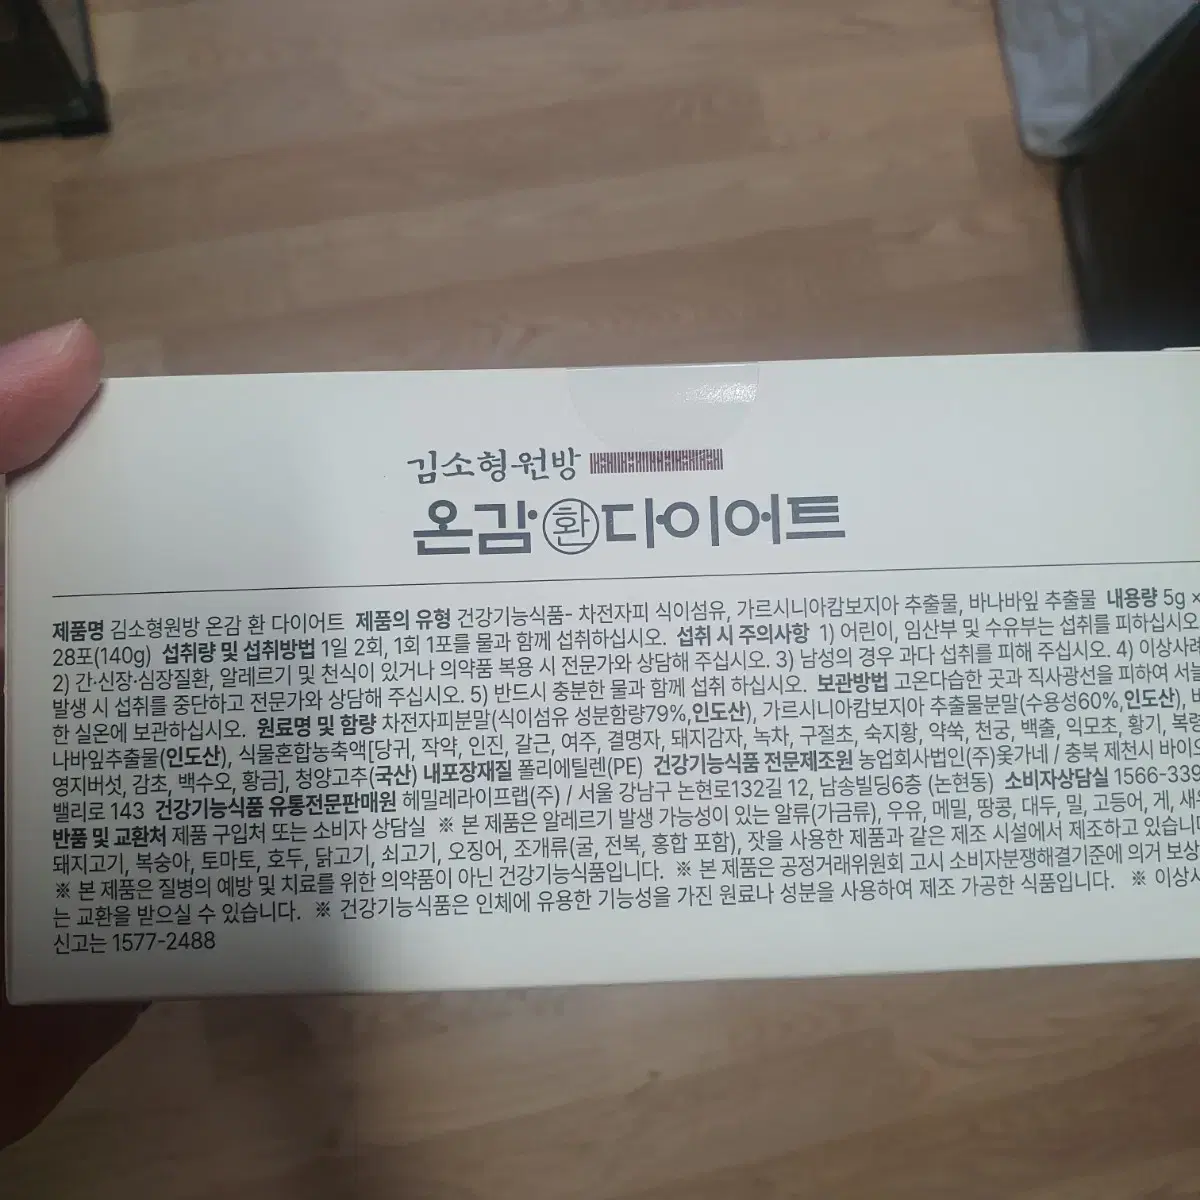 김소형원방
온감 환 다이어트
제품명 김소형원방 온감 환 다이어트 제품의 유형 건강기능식품- 차전자피 식이섬유, 가르시니아캄보지아 추출물, 바나바잎 추출물 내용량 5g ×
28포(140g) 섭취량 및 섭취방법 1일 2회, 1회 1포를 물과 함께 섭취하십시오. 섭취 시 주의사항 1) 어린이, 임산부 및 수유부는 섭취를 피하십시오
2) 간·신장·심장질환, 알레르기 및 천식이 있거나 의약품 복용 시 전문가와 상담해 주십시오. 3) 남성의 경우 과다 섭취를 피해 주십시오. 4) 이상사례
발생 시 섭취를 중단하고 전문가와 상담해 주십시오. 5) 반드시 충분한 물과 함께 섭취 하십시오. 보관방법 고온다습한 곳과 직사광선을 피하여 서늘
한 실온에 보관하십시오. 원료명 및 함량 차전자피분말(식이섬유 성분함량79%,인도산), 가르시니아캄보지아 추출물분말(수용성60%,인도산),
나바잎추출물(인도산), 식물혼합농축액[당귀, 작약, 인진, 갈근, 여주, 결명자, 돼지감자, 녹차, 구절초, 숙지황, 약쑥, 천궁, 백출, 익모초, 황기, 복령
영지버섯, 감초, 백수오, 황금], 청양고추(국산) 내포장재질 폴리에틸렌(PE) 건강기능식품 전문제조원 농업회사법인(주)옻가네 / 충북 제천시 바이오
밸리로 143 건강기능식품 유통전문판매원 헤밀레라이프랩(주) / 서울 강남구 논현로132길 12, 남송빌딩6층 (논현동) 소비자상담실 1566-339
반품 및 교환처 제품 구입처 또는 소비자 상담실 ※ 본 제품은 알레르기 발생 가능성이 있는 알류(가금류), 우유, 메밀, 땅콩, 대두, 밀, 고등어, 게, 새우
돼지고기, 복숭아, 토마토, 호두, 닭고기, 쇠고기, 오징어, 조개류(굴, 전복, 홍합 포함), 잣을 사용한 제품과 같은 제조 시설에서 제조하고 있습니다
※ 본 제품은 질병의 예방 및 치료를 위한 의약품이 아닌 건강기능식품입니다. ※ 본 제품은 공정거래위원회 고시 소비자분쟁해결기준에 의거 보상
는 교환을 받으실 수 있습니다. ※ 건강기능식품은 인체에 유용한 기능성을 가진 원료나 성분을 사용하여 제조 가공한 식품입니다. ※ 이상사
신고는 1577-2488